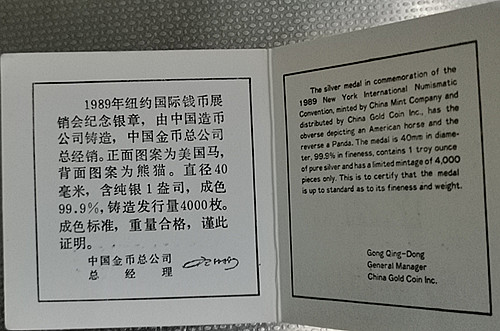 1989年纽约国际钱币展
销会纪念银章，由中国造币
公司铸造，中国金币总公司
总经销。正面图案为美国马，
背面图案为熊猫。直径40
毫米，含纯银1盎司，成色
99.9%,铸造发行量4000枚。
成色标准，重量合格，谨此
证明。
中国金币总公司
总经理
The silver medal in commemoration of the
1989 New York International Numismatic
Convention, minted by China Mint Company and
distributed by China Gold Coin Inc., has the
obverse depicting an American horse and the
reverse a Panda. The medal is 40mm in diame-
ter, 99.9% in fineness, contains 1 troy ounce
of pure silver and has a limited mintage of 4,000
pieces only. This is to certify that the medal
is up to standard as to its fineness and weight.
Gong Qing-Dong
General Manager
China Gold Coin Inc.